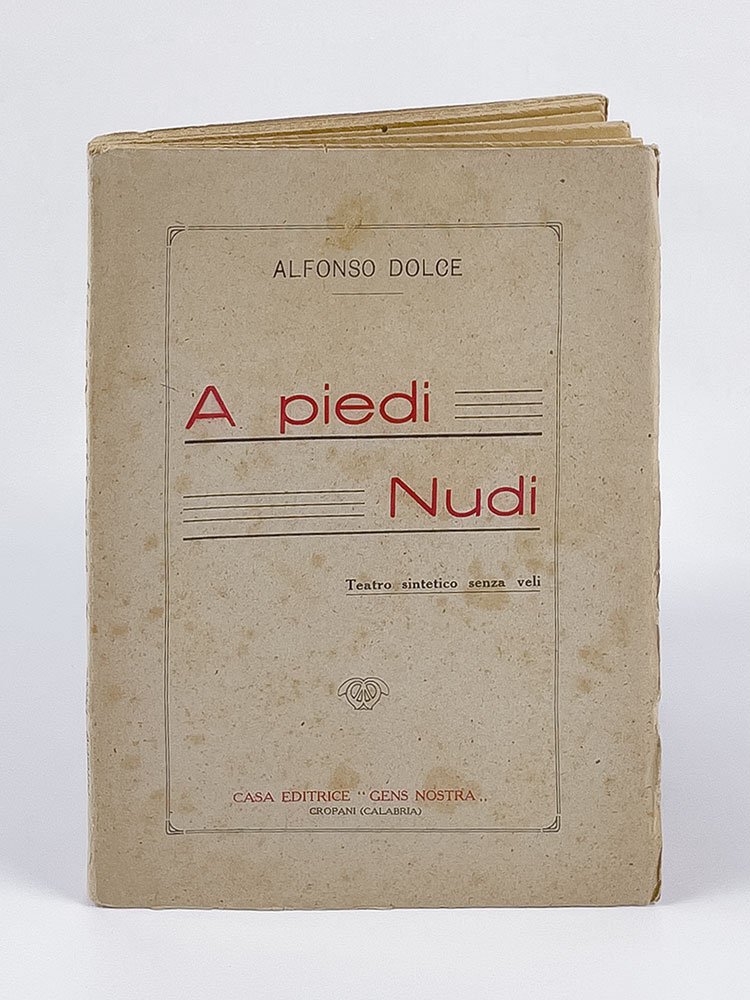 ALFONSO DOLCE
A piedi
Nudi
Teatro sintetico senza veli
CASA EDITRICE "GENS NOSTRA„
CROPANI (CALABRIA)